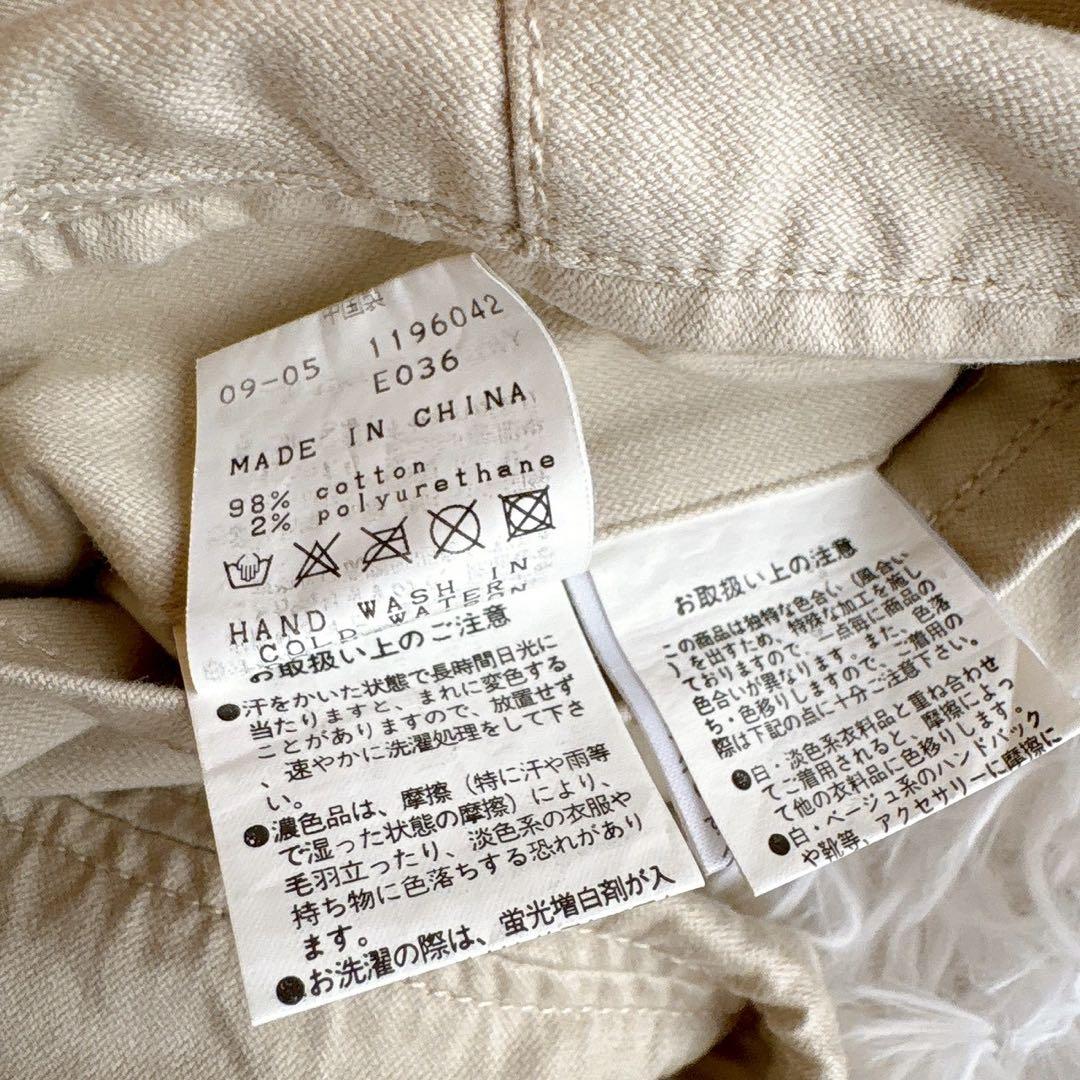 中国製
09-05 1196042
E036
MADE IN CHINA
98% cotton
2% polyurethane
HAND WASH IN
COLD WATER
お取扱い上のご注意
●汗をかいた状態で長時間日光に
当たりますと、まれに変色する
ことがありますので、放置せず
、速やかに洗濯処理をして下さ
い。
●濃色品は、摩擦（特に汗や雨等
で湿った状態の摩擦）により、
毛羽立ったり、淡色系の衣服や
持ち物に色落ちする恐れがあり
ます。
●お洗濯の際は、蛍光増白剤が入
お取扱い上の注意
この商品は独特な色合い（風合い
）を出すため、特殊な加工を施し
ておりますので、一点毎に商品の
色合いが異なります。また、色落
ち・色移りしますので、ご着用の
際は下記の点に十分ご注意下さい。
●白・淡色系衣料品と重ね合わせ
てご着用されると、摩擦によっ
て他の衣料品に色移りします。
●白・ベージュ系のハンドバック
や靴等、アクセサリーに摩擦に